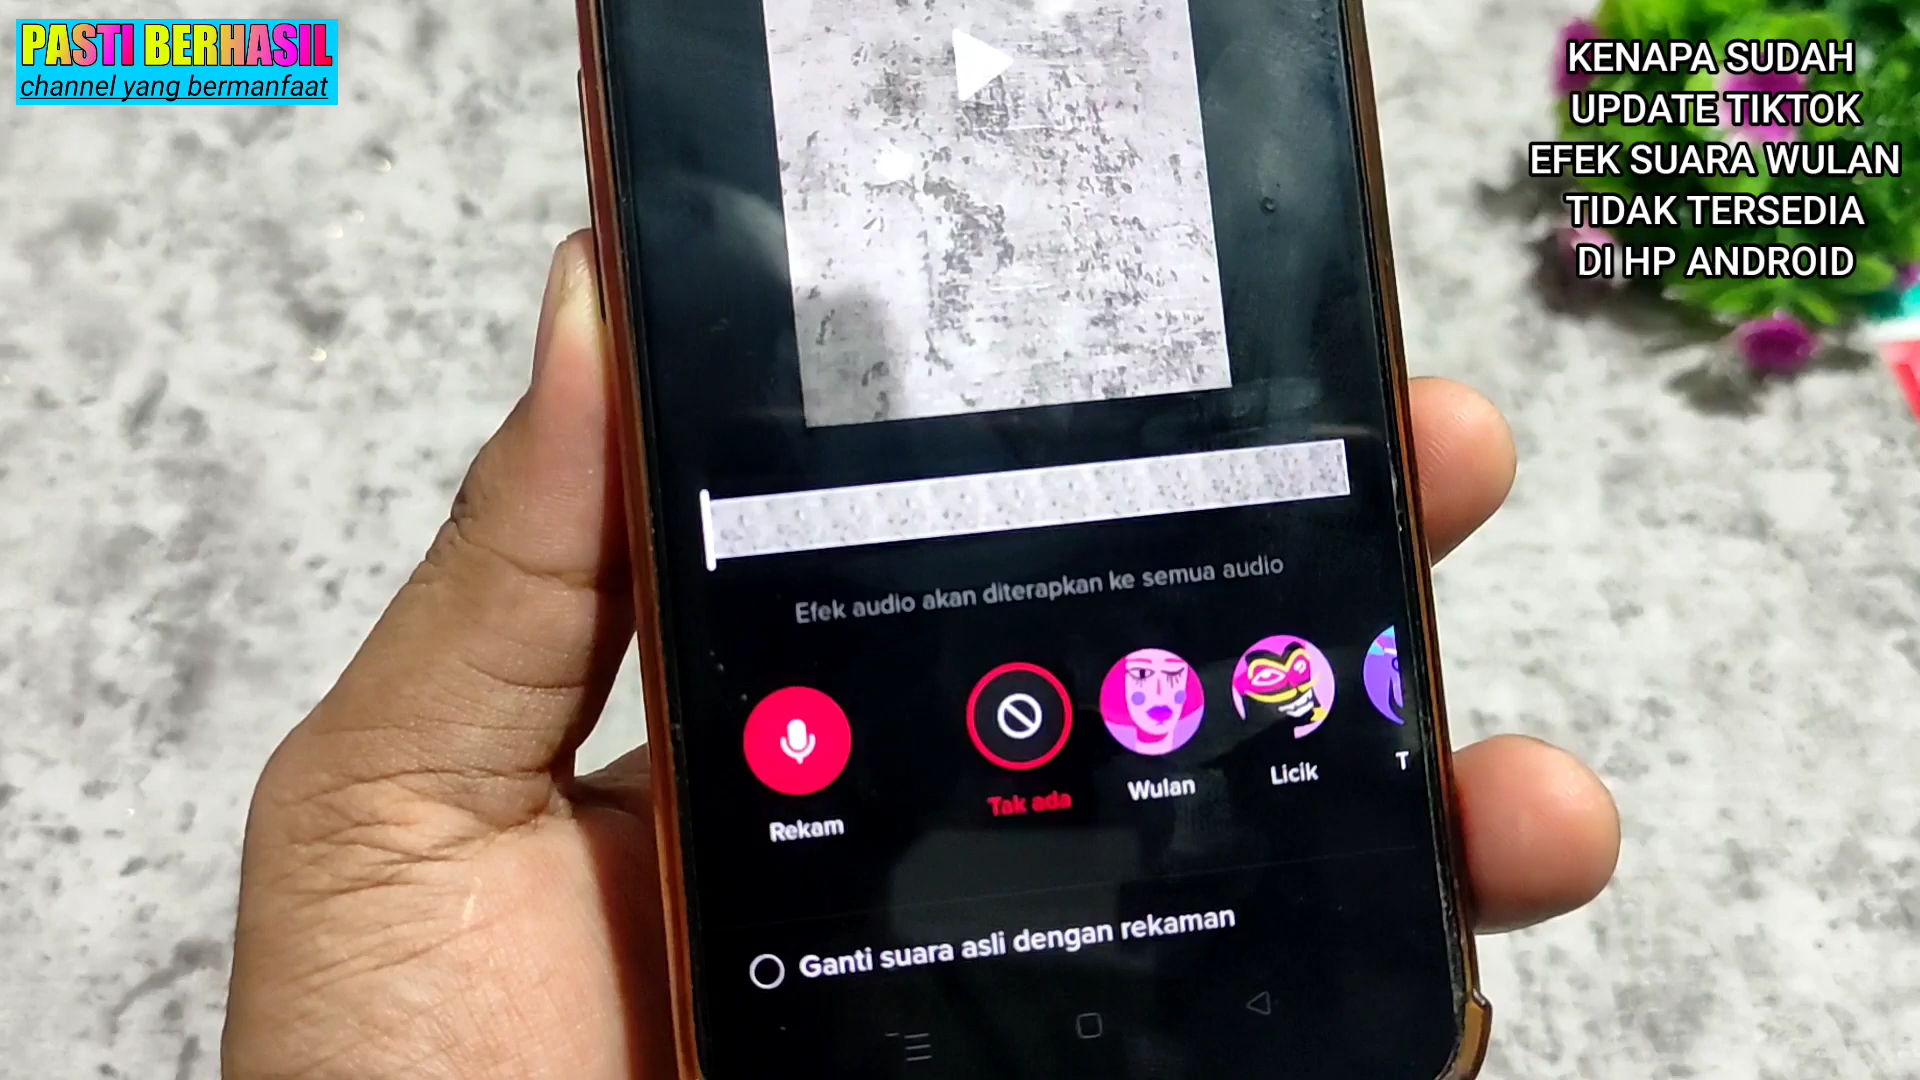 PASTI BERHASIL
channel yang bermanfaat
KENAPA SUDAH
UPDATE TIKTOK
EFEK SUARA WULAN
TIDAK TERSEDIA
DI HP ANDROID
Efek audio akan diterapkan ke semua audio
Rekam
Tak ada
Wulan
Licik
T
Ganti suara asli dengan rekaman